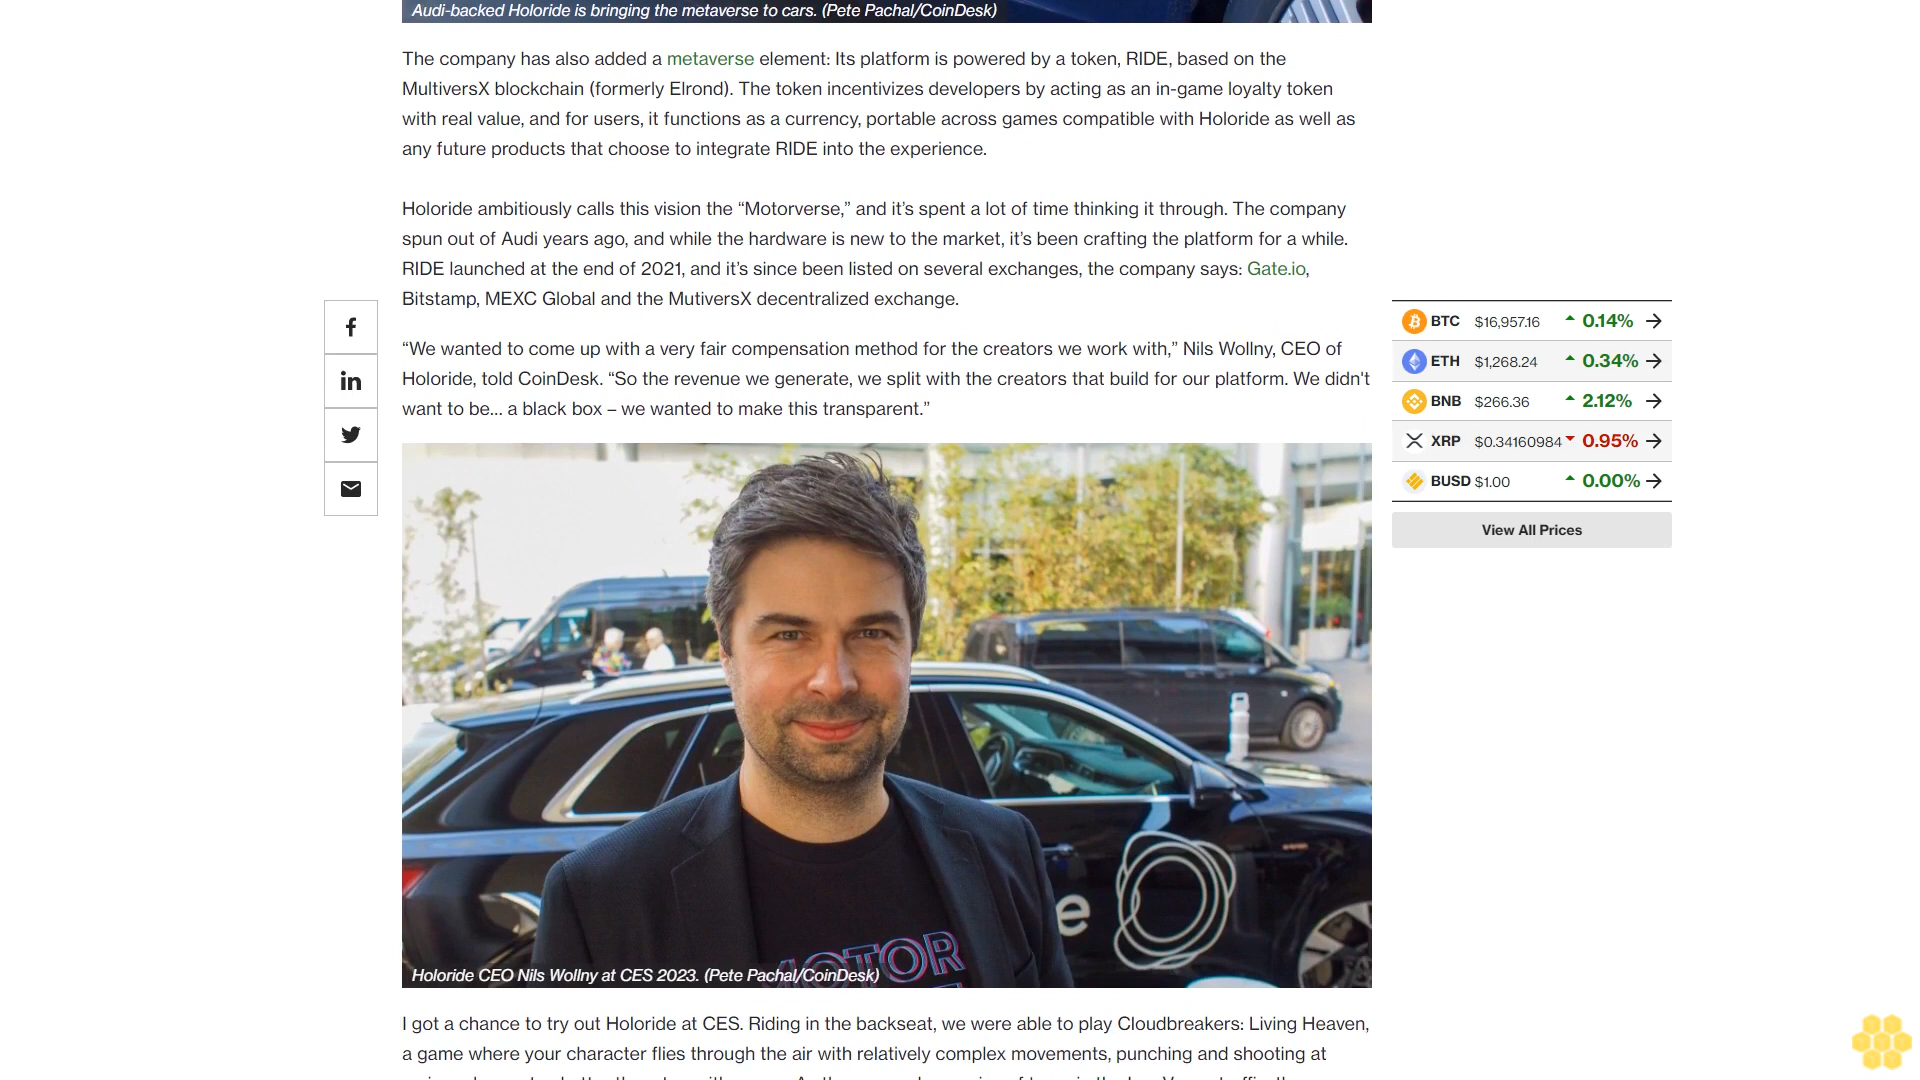 Audi-backed Holoride is bringing the metaverse to cars. (Pete Pachal/CoinDesk)
The company has also added a metaverse element: Its platform is powered by a token, RIDE, based on the
MultiversX blockchain (formerly Elrond). The token incentivizes developers by acting as an in-game loyalty token
with real value, and for users, it functions as a currency, portable across games compatible with Holoride as well as
any future products that choose to integrate RIDE into the experience.
Holoride ambitiously calls this vision the “Motorverse,” and it’s spent a lot of time thinking it through. The company
spun out of Audi years ago, and while the hardware is new to the market, it’s been crafting the platform for a while.
RIDE launched at the end of 2021, and it’s since been listed on several exchanges, the company says: Gate.io,
Bitstamp, MEXC Global and the MutiversX decentralized exchange.
“We wanted to come up with a very fair compensation method for the creators we work with,” Nils Wollny, CEO of
Holoride, told CoinDesk. “So the revenue we generate, we split with the creators that build for our platform. We didn't
want to be... a black box – we wanted to make this transparent.”
BTC $16,957.16 0.14%
ETH $1,268.24 0.34%
BNB $266.36 2.12%
XRP $0.34160984 0.95%
BUSD $1.00 0.00%
View All Prices
e
MOTOR
Holoride CEO Nils Wollny at CES 2023. (Pete Pachal/CoinDesk)
I got a chance to try out Holoride at CES. Riding in the backseat, we were able to play Cloudbreakers: Living Heaven,
a game where your character flies through the air with relatively complex movements, punching and shooting at